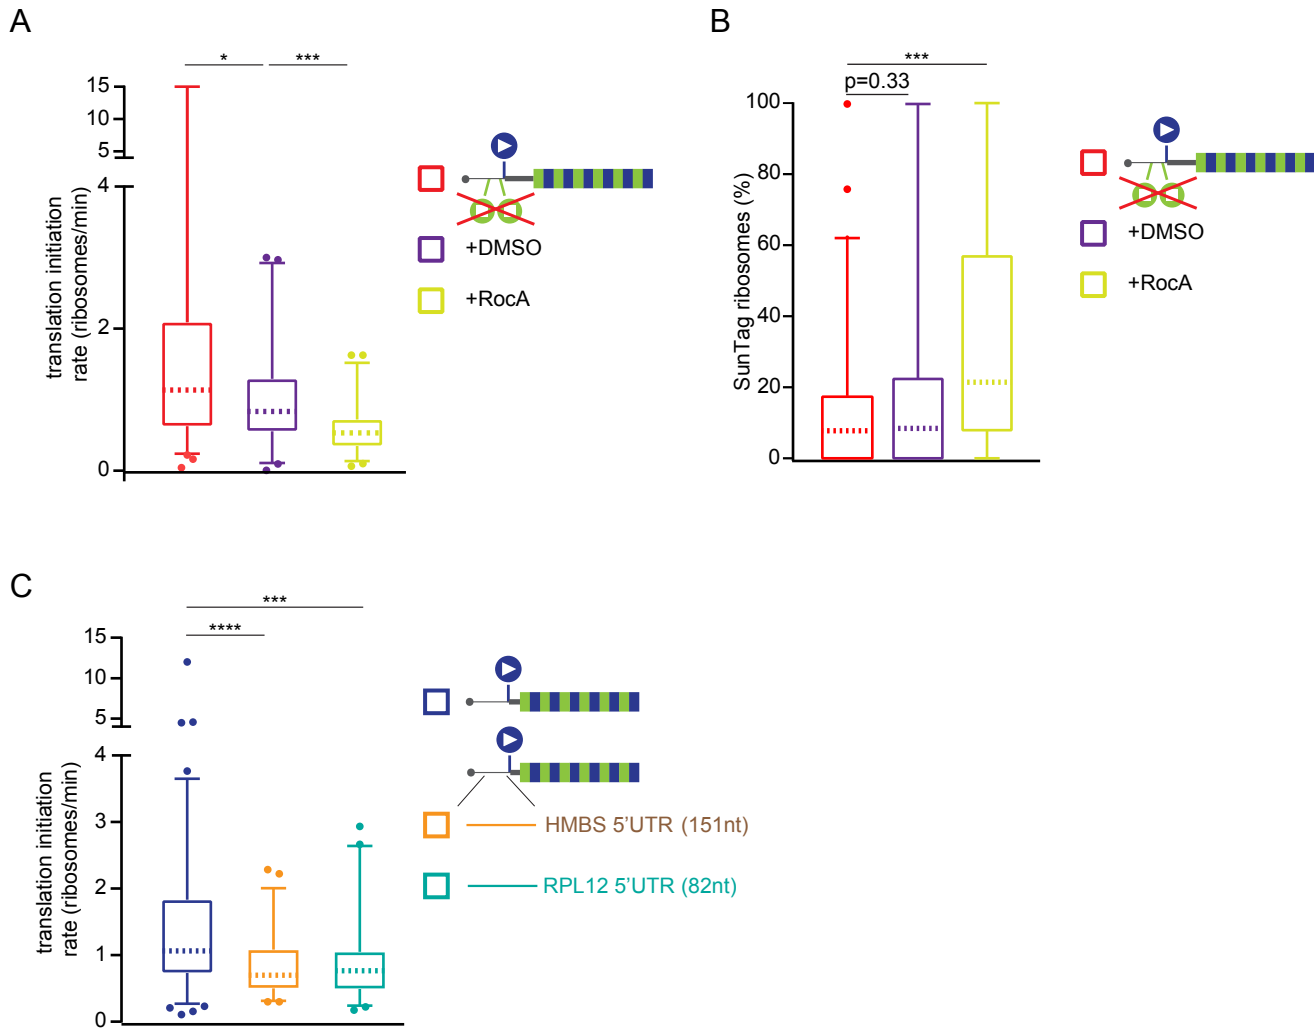 A
* ***
15
10
5
4
2
0
translation initiation
rate (ribosomes/min)
+DMSO
+RocA
B
***
p=0.33
100
80
60
40
20
0
SunTag ribosomes (%)
+DMSO
+RocA
C
***
****
15
10
5
4
3
2
1
0
translation initiation
rate (ribosomes/min)
HMBS 5'UTR (151nt)
RPL12 5'UTR (82nt)